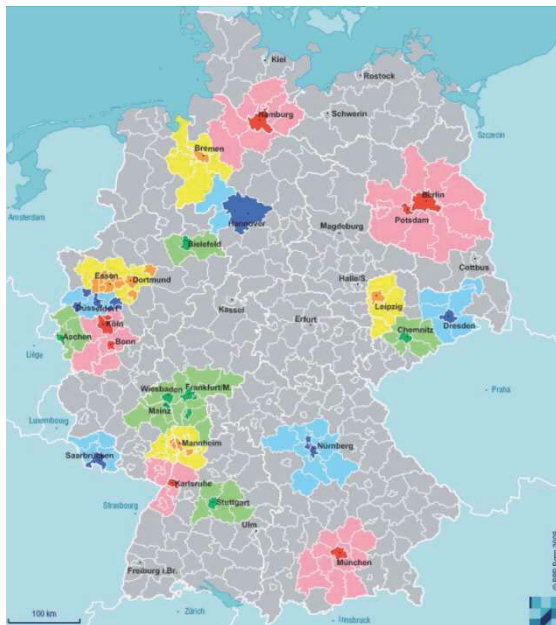 Kiel
Rostock
Hamburg
Schwerin
Szczecin
Bremen
Berlin
Amsterdam
Hannover
Potsdam
Magdeburg
Bielefeld
Cottbus
Essen
Dortmund
Halle/S.
Leipzig
Düsseldorf
Kassel
Köln
Erfurt
Chemnitz
Dresden
Aachen
Bonn
Liège
Wiesbaden
Frankfurt/M.
Praha
Mainz
Luxembourg
Mannheim
Saarbrücken
Nürnberg
Karlsruhe
Strasbourg
Stuttgart
Ulm
München
Freiburg i.Br.
100 km
Zürich
Innsbruck